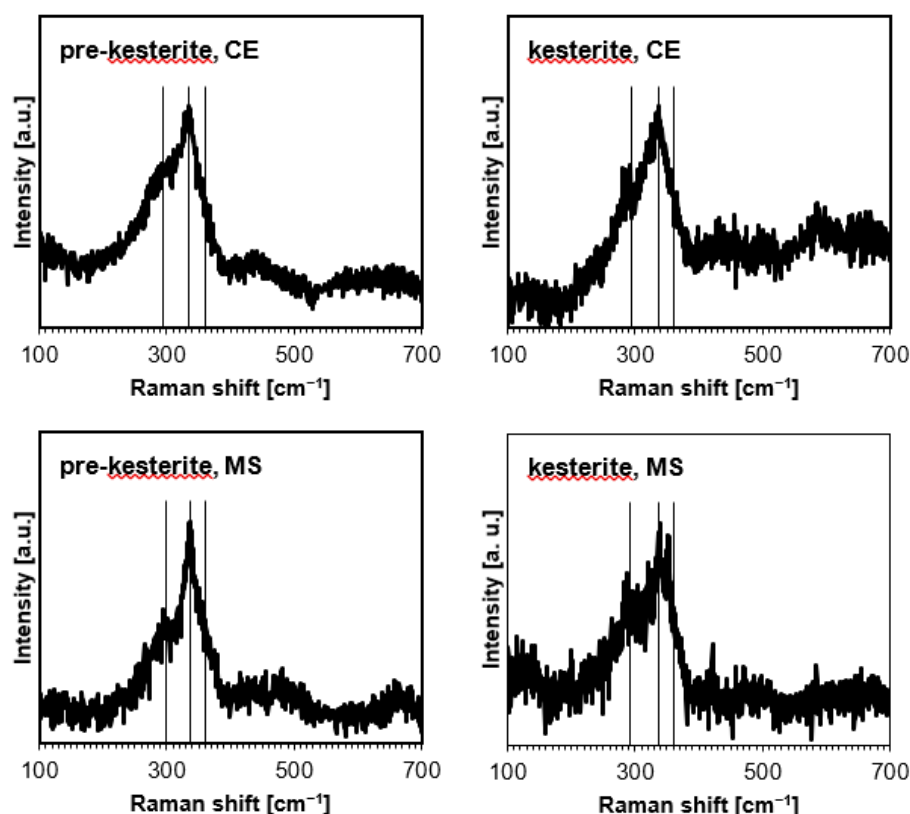 pre-kesterite, CE
Intensity [a.u.]
100 300 500 700
Raman shift [cm⁻¹]
kesterite, CE
Intensity [a.u.]
100 300 500 700
Raman shift [cm⁻¹]
pre-kesterite, MS
Intensity [a.u.]
100 300 500 700
Raman shift [cm⁻¹]
kesterite, MS
Intensity [a. u.]
100 300 500 700
Raman shift [cm⁻¹]